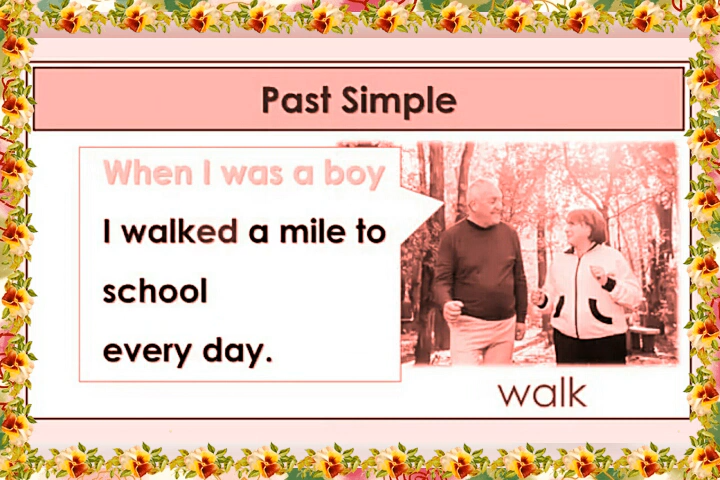 Past Simple
When I was a boy
I walked a mile to
school
every day.
walk